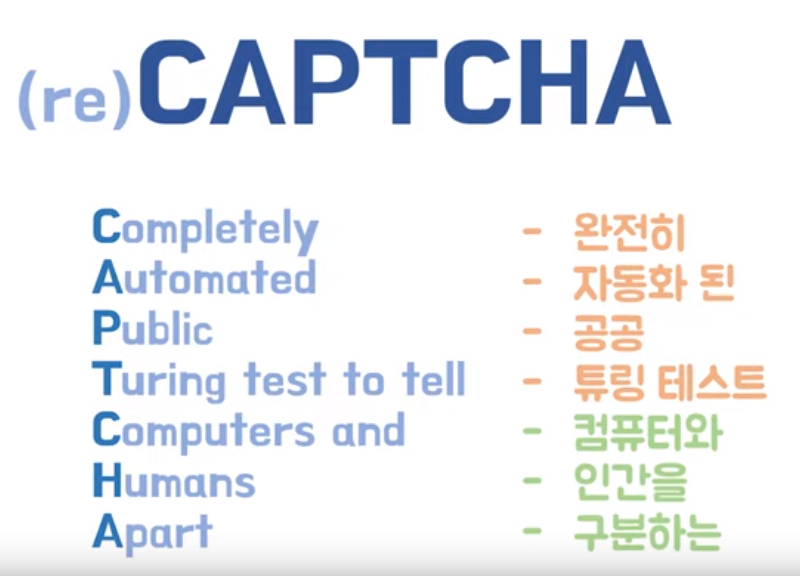 (re)CAPTCHA
Completely - 완전히
Automated - 자동화 된
Public - 공공
Turing test to tell - 튜링 테스트
Computers and - 컴퓨터와
Humans - 인간을
Apart - 구분하는